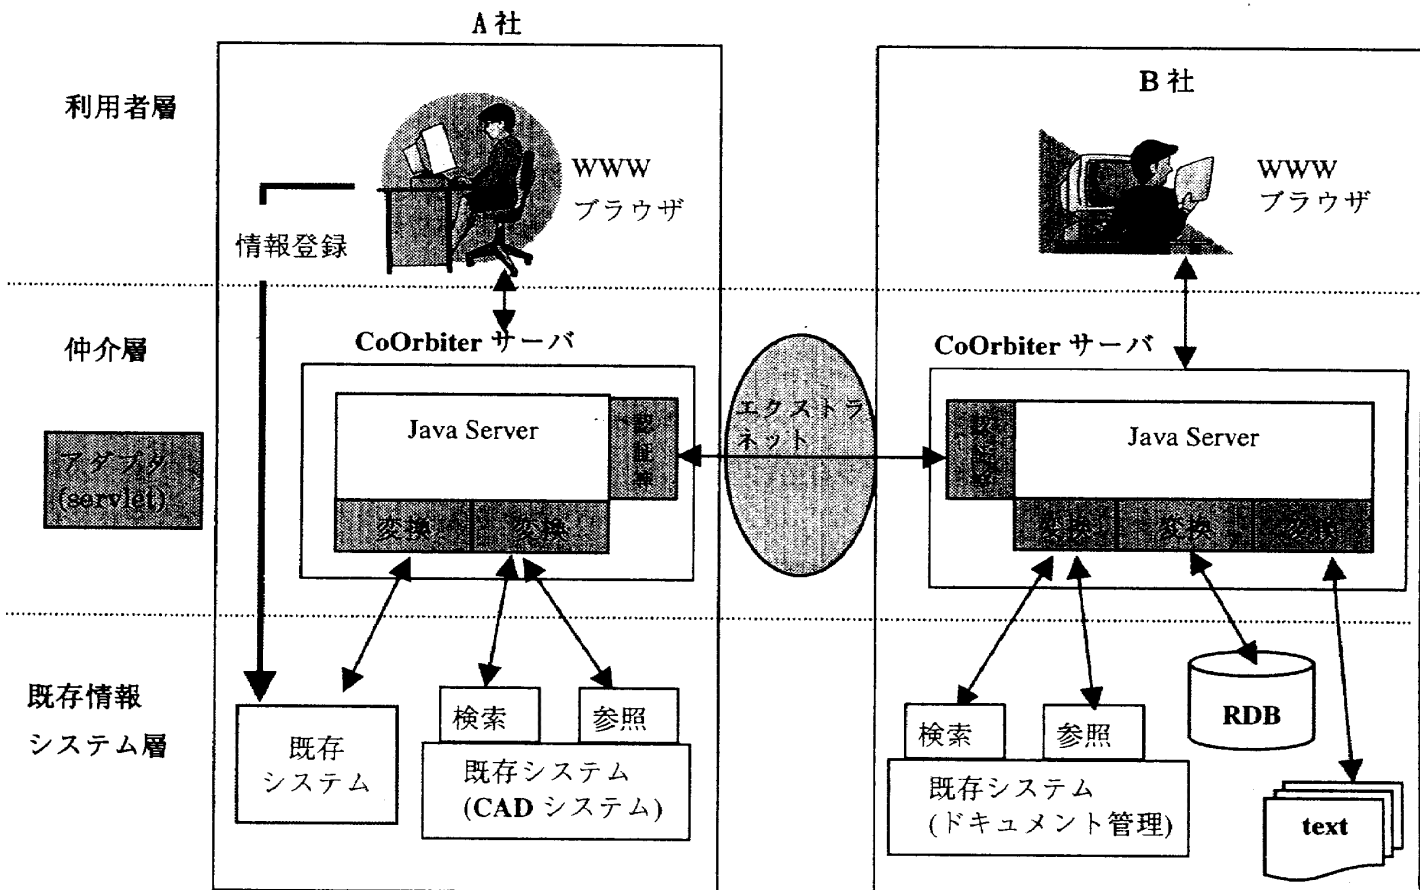 A社
B社
利用者層
WWW
ブラウザ
WWW
ブラウザ
情報登録
仲介層
CoOrbiter サーバ
CoOrbiter サーバ
Java Server
認証等
エクストラ
ネット
Java Server
アダプタ
(servlet)
変換
変換
変換
変換
変換
既存情報
システム層
検索
参照
既存
システム
既存システム
(CAD システム)
検索
参照
RDB
既存システム
(ドキュメント管理)
text